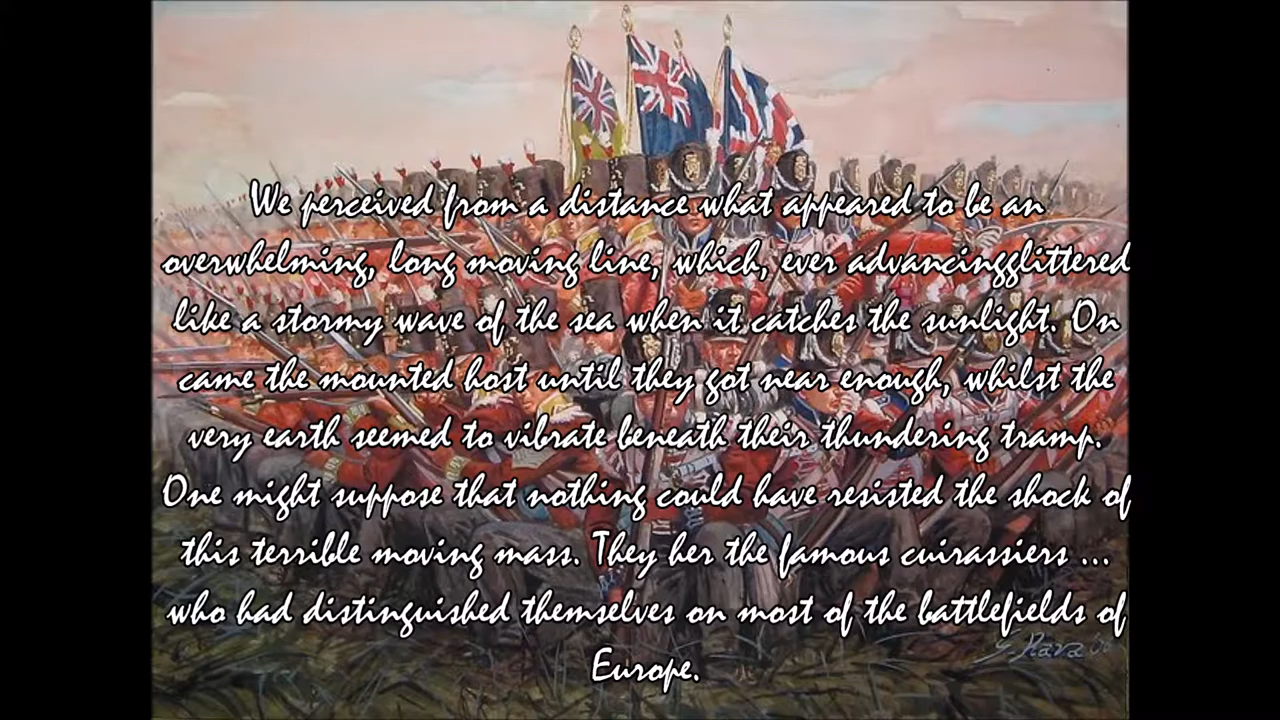 We perceived from a distance what appeared to be an
overwhelming, long moving line, which, ever advancingglittered
like a stormy wave of the sea when it catches the sunlight. On
came the mounted host until they got near enough, whilst the
very earth seemed to vibrate beneath their thundering tramp.
One might suppose that nothing could have resisted the shock of
this terrible moving mass. They her the famous cuirassiers ...
who had distinguished themselves on most of the battlefields of
Europe.
G. Rava